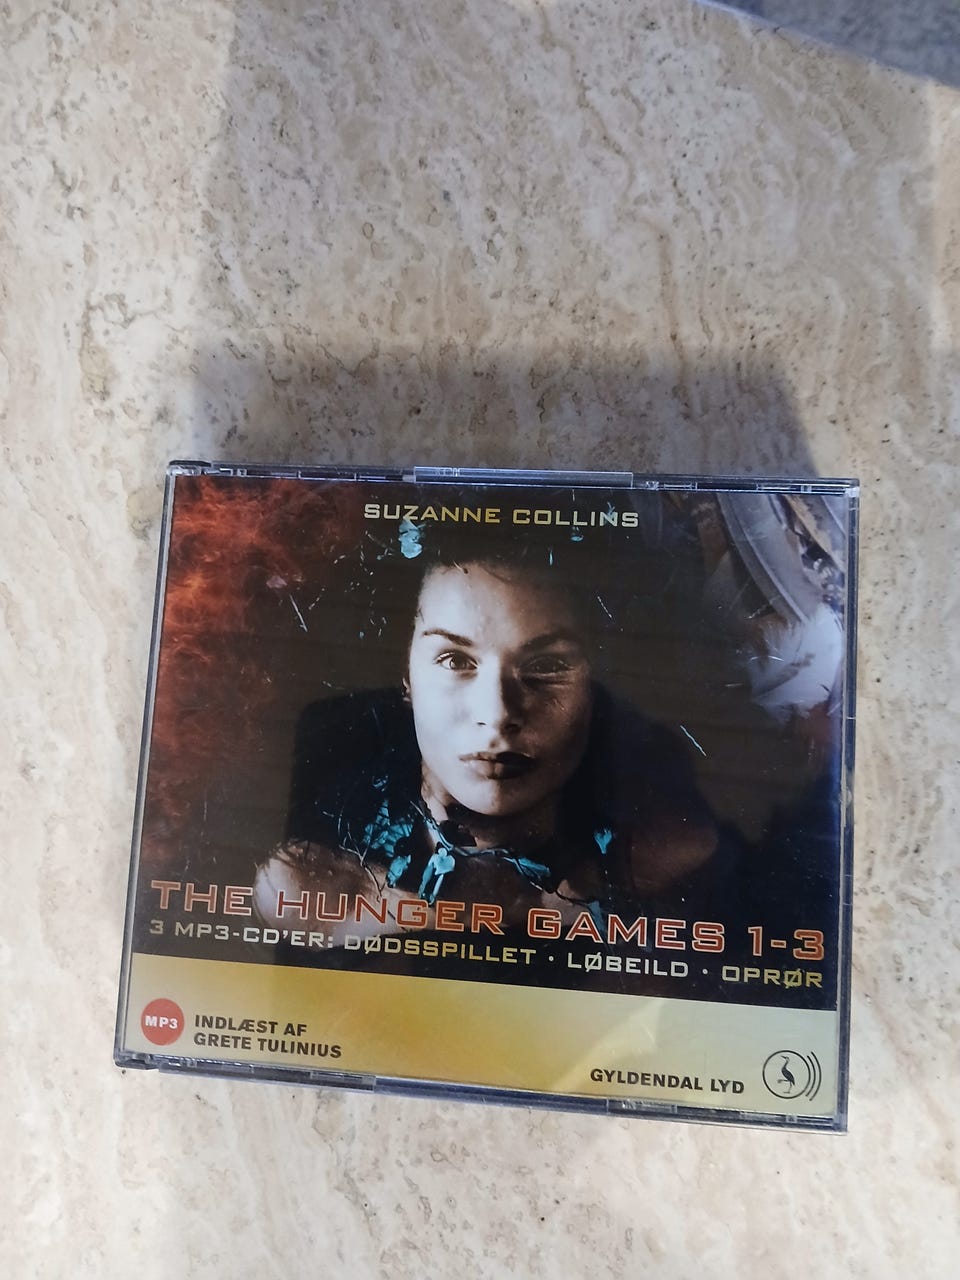 SUZANNE COLLINS
THE HUNGER GAMES 1-3
3 MP3-CD'ER: DØDSSPILLET · LØBEILD · OPRØR
MP3
INDLÆST AF
GRETE TULINIUS
GYLDENDAL LYD